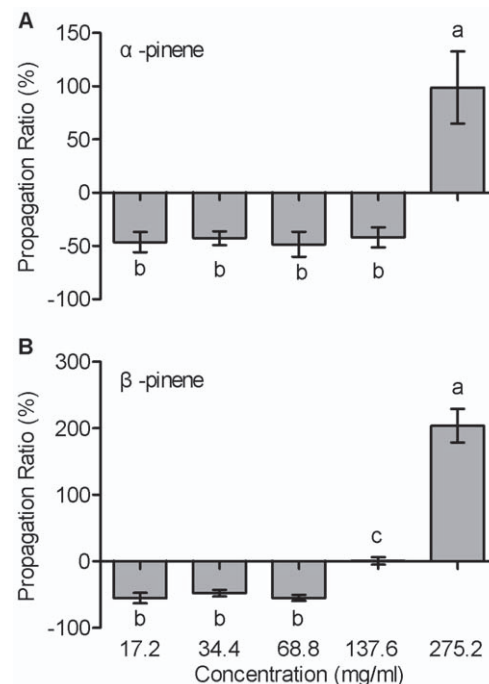 A
α -pinene
Propagation Ratio (%)
150
100
50
0
-50
-100
a
b b b b
B
β -pinene
Propagation Ratio (%)
300
200
100
0
-100
a
c
b b b
17.2 34.4 68.8 137.6 275.2
Concentration (mg/ml)